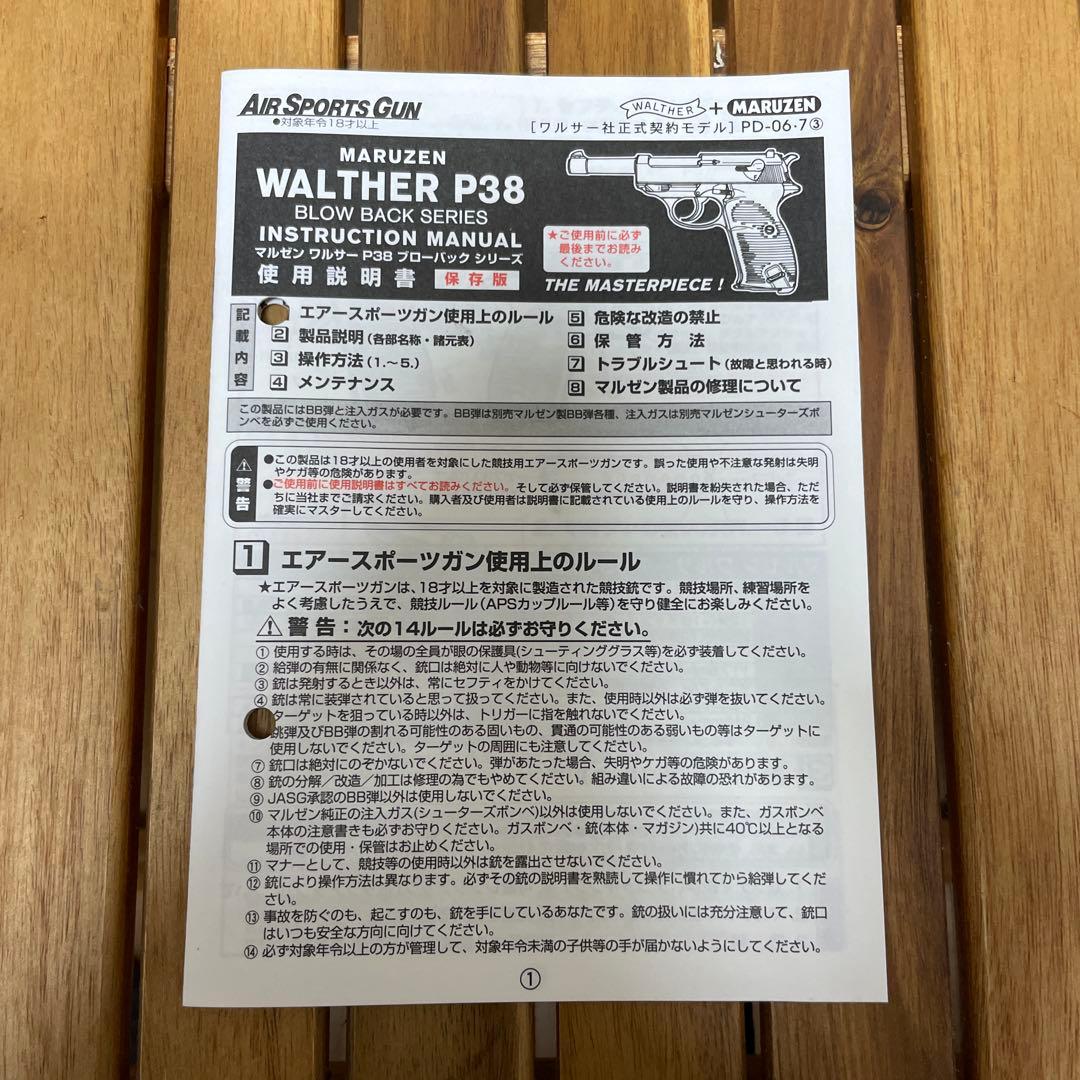 AIR SPORTS GUN
●対象年令18才以上
WALTHER + MARUZEN
[ワルサー社正式契約モデル] PD-06・7③
MARUZEN
WALTHER P38
BLOW BACK SERIES
INSTRUCTION MANUAL
マルゼン ワルサー P38 ブローバック シリーズ
使用説明書 保存版
★ご使用前に必ず
最後までお読み
ください。
THE MASTERPIECE !
記載内容
エアースポーツガン使用上のルール
2 製品説明(各部名称・諸元表)
3 操作方法(1.〜5.)
4 メンテナンス
5 危険な改造の禁止
6 保管方法
7 トラブルシュート(故障と思われる時)
8 マルゼン製品の修理について
この製品にはBB弾と注入ガスが必要です。BB弾は別売マルゼン製BB弾各種、注入ガスは別売マルゼンシューターズボ
ンベを必ずご使用ください。
警告
●この製品は18才以上の使用者を対象にした競技用エアースポーツガンです。誤った使用や不注意な発射は失明
やケガ等の危険があります。
●ご使用前に使用説明書はすべてお読みください。そして必ず保管してください。説明書を紛失された場合、ただ
ちに当社までご請求ください。購入者及び使用者は説明書に記載されている使用上のルールを守り、操作方法を
確実にマスターしてください。
1 エアースポーツガン使用上のルール
★エアースポーツガンは、18才以上を対象に製造された競技銃です。競技場所、練習場所を
よく考慮したうえで、競技ルール(APSカップルール等)を守り健全にお楽しみください。
⚠警告:次の14ルールは必ずお守りください。
① 使用する時は、その場の全員が眼の保護具(シューティンググラス等)を必ず装着してください。
② 給弾の有無に関係なく、銃口は絶対に人や動物等に向けないでください。
③ 銃は発射するとき以外は、常にセフティをかけてください。
④ 銃は常に装弾されていると思って扱ってください。また、使用時以外は必ず弾を抜いてください。
ターゲットを狙っている時以外は、トリガーに指を触れないでください。
跳弾及びBB弾の割れる可能性のある固いもの、貫通の可能性のある弱いもの等はターゲットに
使用しないでください。ターゲットの周囲にも注意してください。
⑦ 銃口は絶対にのぞかないでください。弾があたった場合、失明やケガ等の危険があります。
⑧ 銃の分解/改造/加工は修理の為でもやめてください。組み違いによる故障の恐れがあります。
⑨ JASG承認のBB弾以外は使用しないでください。
⑩ マルゼン純正の注入ガス(シューターズボンベ)以外は使用しないでください。また、ガスボンベ
本体の注意書きも必ずお守りください。ガスボンベ・銃(本体・マガジン)共に40℃以上となる
場所での使用・保管はお止めください。
⑪ マナーとして、競技等の使用時以外は銃を露出させないでください。
⑫ 銃により操作方法は異なります。必ずその銃の説明書を熟読して操作に慣れてから給弾してくだ
さい。
⑬ 事故を防ぐのも、起こすのも、銃を手にしているあなたです。銃の扱いには充分注意して、銃口
はいつも安全な方向に向けてください。
⑭ 必ず対象年令以上の方が管理して、対象年令未満の子供等の手が届かないようにしてください。
①